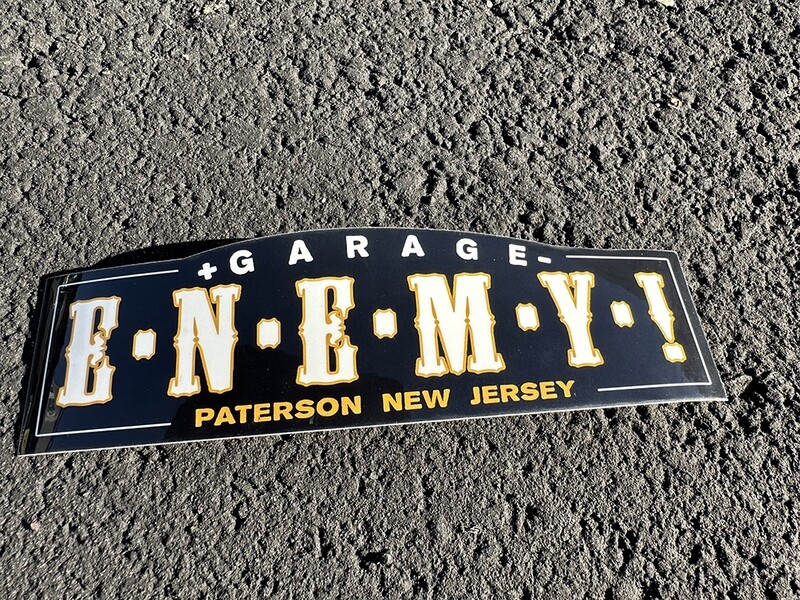 +GARAGE-
E·N·E·M·Y·!
PATERSON NEW JERSEY